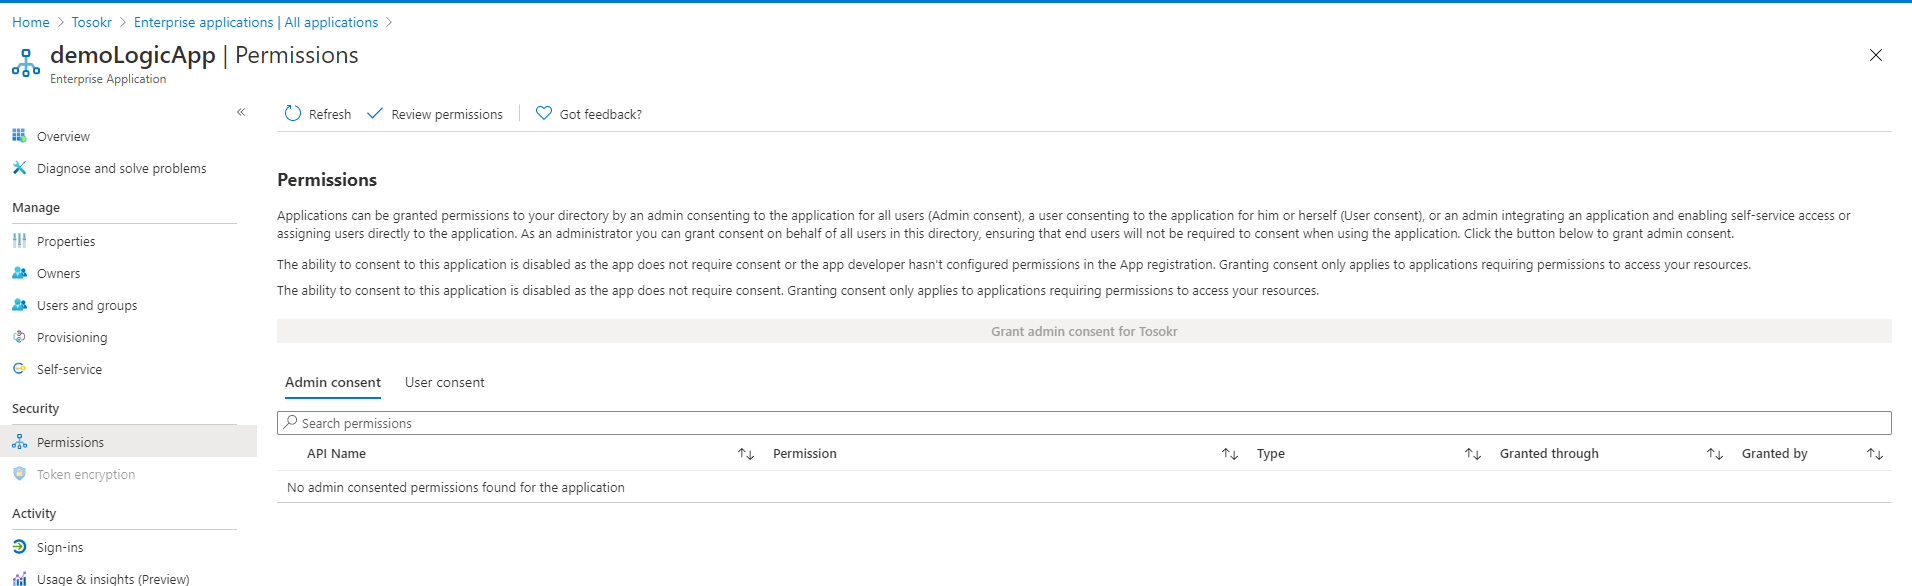 Home > Tosokr > Enterprise applications | All applications >
demoLogicApp | Permissions
Enterprise Application
«
Refresh
Review permissions
Got feedback?
Overview
Diagnose and solve problems
Manage
Properties
Owners
Users and groups
Provisioning
Self-service
Security
Permissions
Token encryption
Activity
Sign-ins
Usage & insights (Preview)
Permissions
Applications can be granted permissions to your directory by an admin consenting to the application for all users (Admin consent), a user consenting to the application for him or herself (User consent), or an admin integrating an application and enabling self-service access or
assigning users directly to the application. As an administrator you can grant consent on behalf of all users in this directory, ensuring that end users will not be required to consent when using the application. Click the button below to grant admin consent.
The ability to consent to this application is disabled as the app does not require consent or the app developer hasn't configured permissions in the App registration. Granting consent only applies to applications requiring permissions to access your resources.
The ability to consent to this application is disabled as the app does not require consent. Granting consent only applies to applications requiring permissions to access your resources.
Grant admin consent for Tosokr
Admin consent User consent
Search permissions
API Name Permission Type Granted through Granted by
No admin consented permissions found for the application